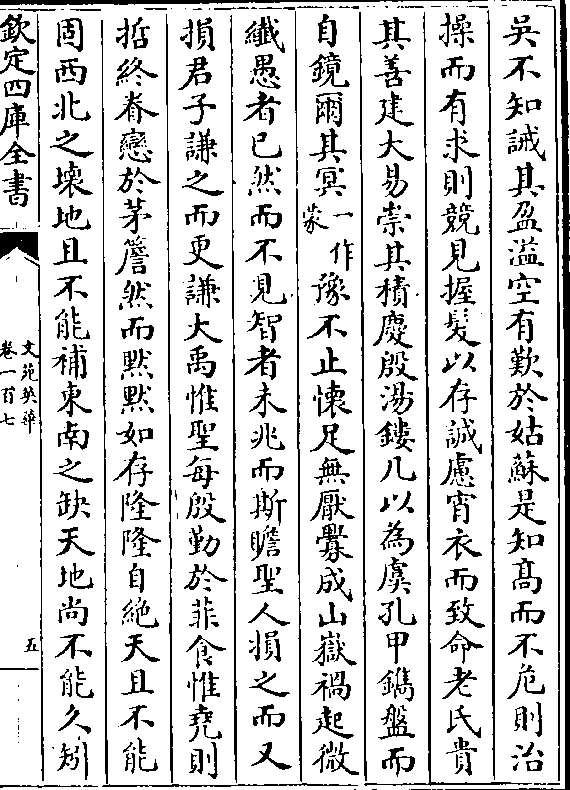 吳不知誡其盈溢空有歎於姑蘇是知髙而不危則治
操而有求則競見握髮以存誠慮宵衣而致命老氏貴
其善建大易崇其積慶殷湯鏤几以為虞孔甲鐫盤而
自鏡爾其冥一作蒙豫不止懐足無厭釁成山嶽禍起微
纎愚者已然而不見智者未兆而斯瞻聖人損之而又
損君子謙之而更謙大禹惟聖每殷勤於菲食惟堯則
哲終眷戀於茅簷然而黙黙如存隆隆自絶天且不能
固西北之壊地且不能補東南之缺天地尚不能久矧
欽定四庫全書
文苑英華
卷一百七
五